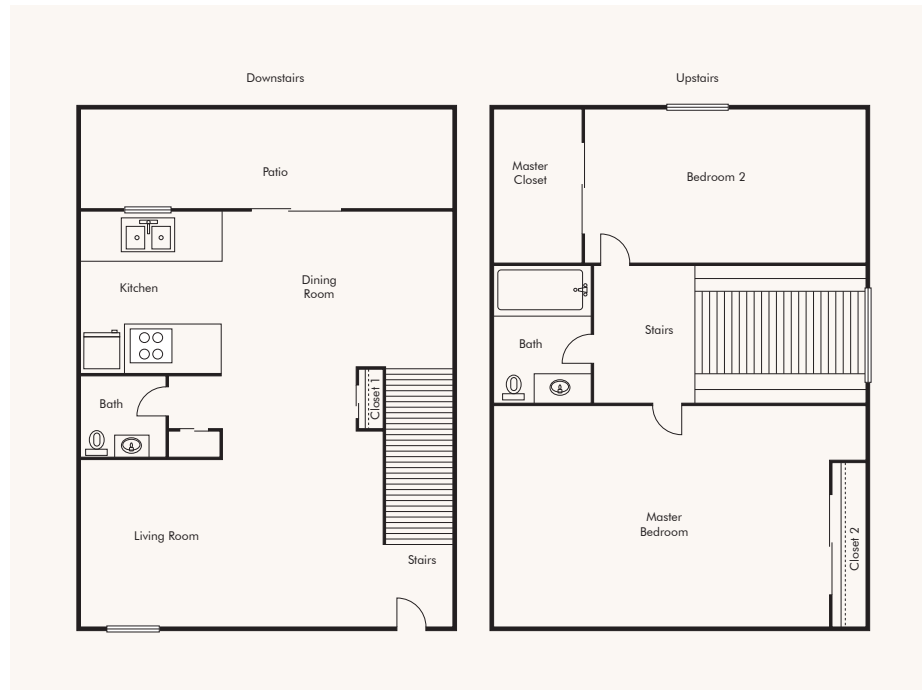 Downstairs
Upstairs
Patio
Master
Closet
Bedroom 2
Kitchen
Dining
Room
Stairs
Bath
Closet 1
Bath
Living Room
Stairs
Master
Bedroom
Closet 2